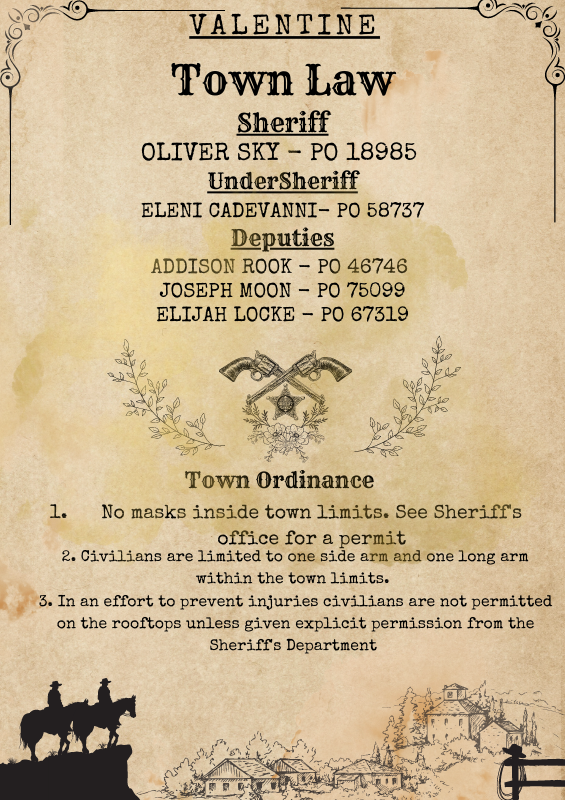 VALENTINE
Town Law
Sheriff
OLIVER SKY – PO 18985
UnderSheriff
ELENI CADEVANNI– PO 58737
Deputies
ADDISON ROOK – PO 46746
JOSEPH MOON – PO 75099
ELIJAH LOCKE – PO 67319
Town Ordinance
1. No masks inside town limits. See Sheriff's
office for a permit
2. Civilians are limited to one side arm and one long arm
within the town limits.
3. In an effort to prevent injuries civilians are not permitted
on the rooftops unless given explicit permission from the
Sheriff's Department